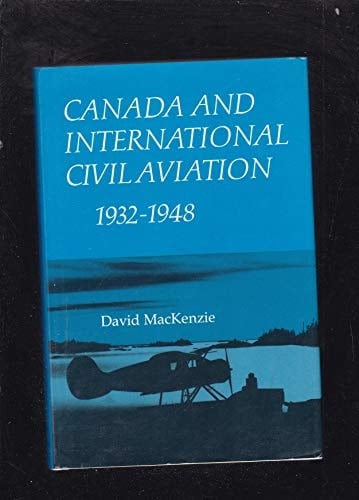 CANADA AND
INTERNATIONAL
CIVIL AVIATION
1932-1948
David MacKenzie